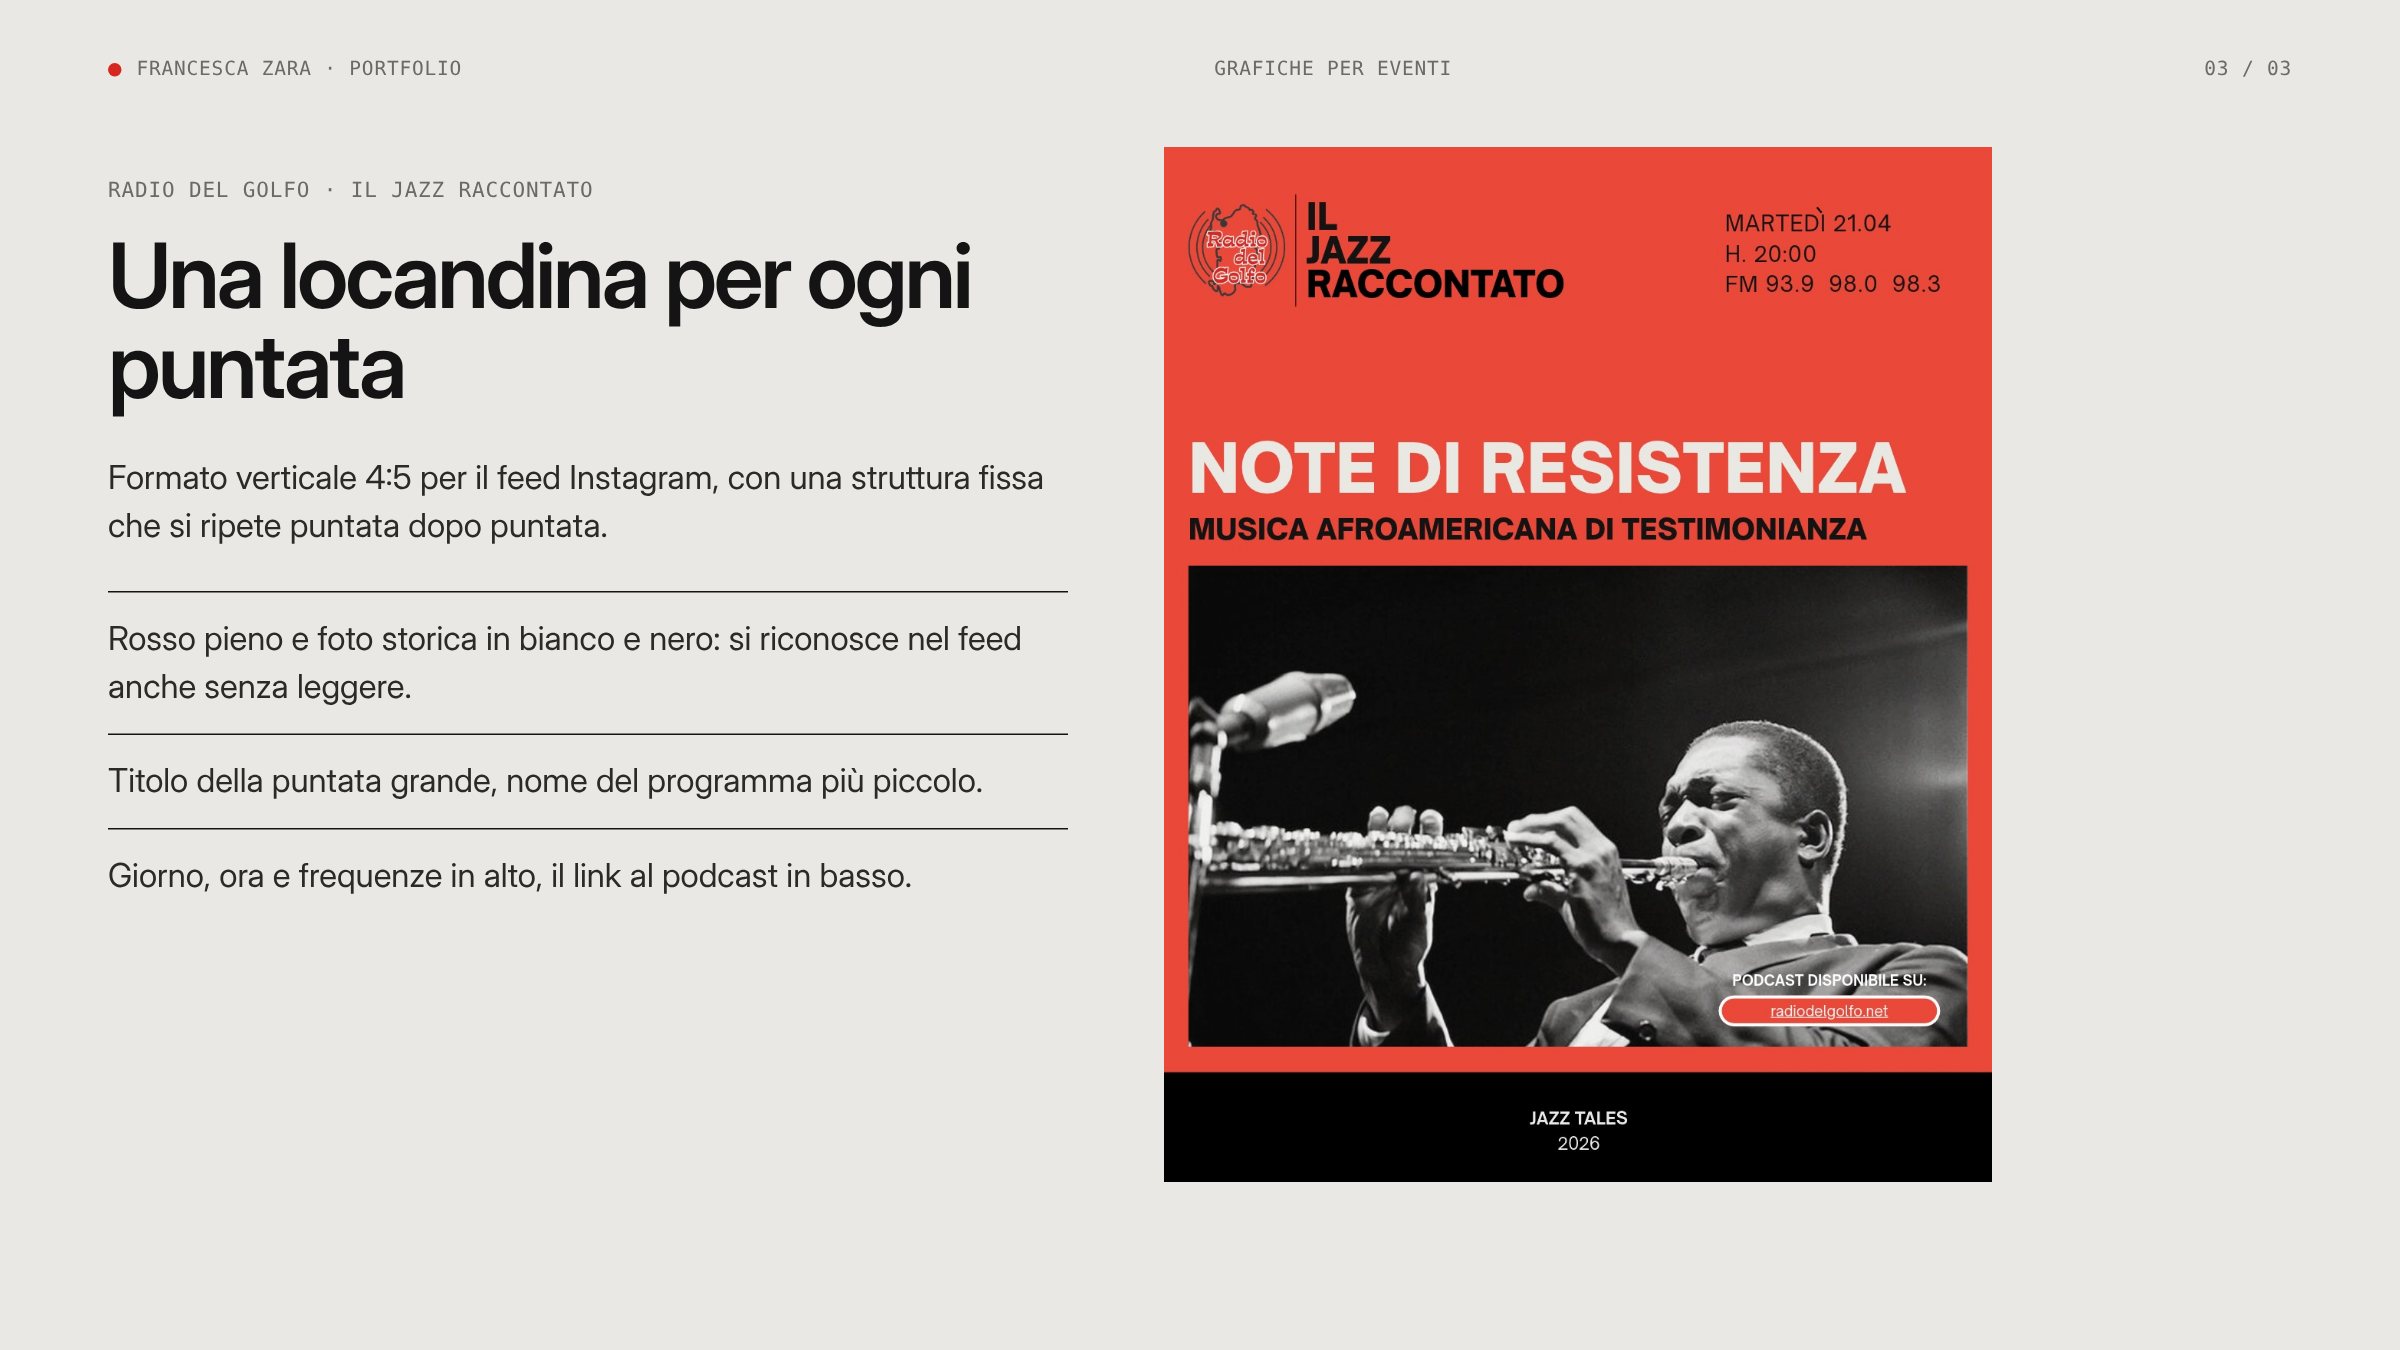 FRANCESCA ZARA · PORTFOLIO
GRAFICHE PER EVENTI
03 / 03
RADIO DEL GOLFO · IL JAZZ RACCONTATO
Una locandina per ogni
puntata
Formato verticale 4:5 per il feed Instagram, con una struttura fissa
che si ripete puntata dopo puntata.
Rosso pieno e foto storica in bianco e nero: si riconosce nel feed
anche senza leggere.
Titolo della puntata grande, nome del programma più piccolo.
Giorno, ora e frequenze in alto, il link al podcast in basso.
Radio
del
Golfo
IL
JAZZ
RACCONTATO
MARTEDÌ 21.04
H. 20:00
FM 93.9 98.0 98.3
NOTE DI RESISTENZA
MUSICA AFROAMERICANA DI TESTIMONIANZA
PODCAST DISPONIBILE SU:
radiodelgolfo.net
JAZZ TALES
2026